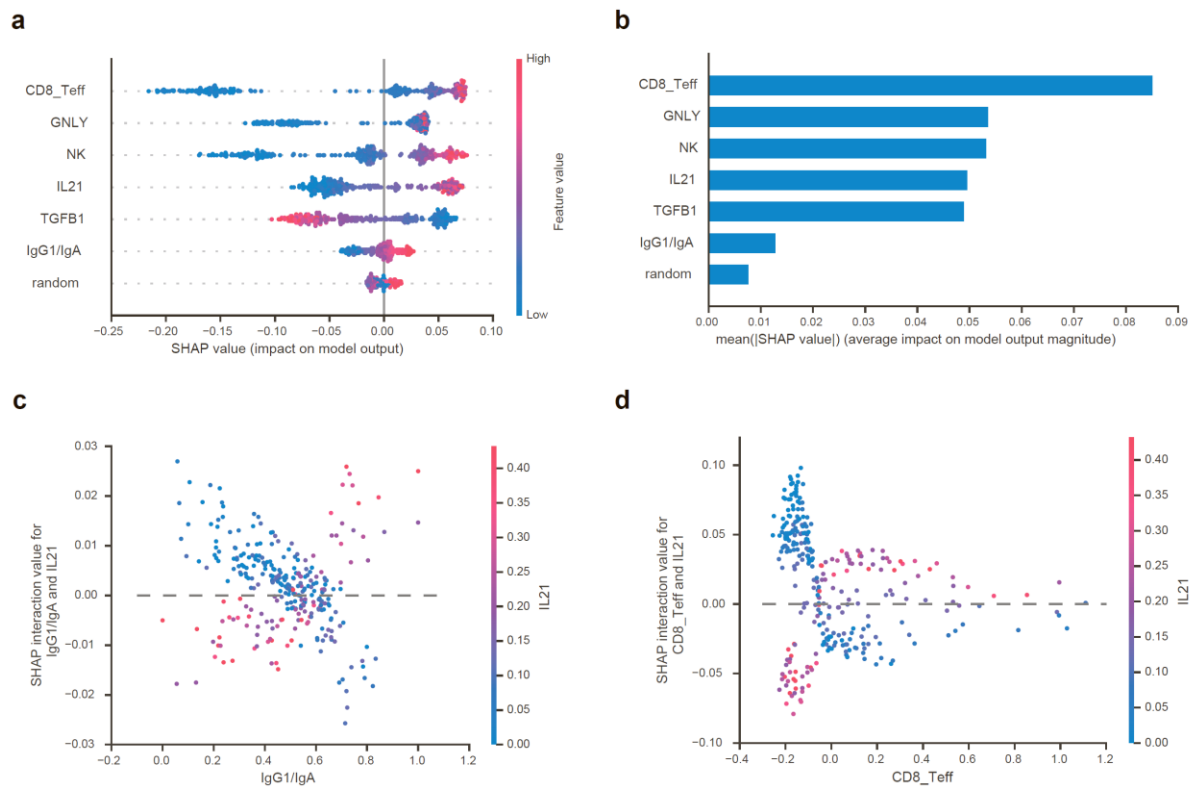 a
High
CD8_Teff
GNLY
NK
IL21
TGFB1
IgG1/IgA
random
Feature value
Low
−0.25 −0.20 −0.15 −0.10 −0.05 0.00 0.05 0.10
SHAP value (impact on model output)
b
CD8_Teff
GNLY
NK
IL21
TGFB1
IgG1/IgA
random
0.00 0.01 0.02 0.03 0.04 0.05 0.06 0.07 0.08 0.09
mean(|SHAP value|) (average impact on model output magnitude)
c
0.03
0.02
0.01
0.00
−0.01
−0.02
−0.03
SHAP interaction value for
IgG1/IgA and IL21
−0.2 0.0 0.2 0.4 0.6 0.8 1.0 1.2
IgG1/IgA
0.40
0.35
0.30
0.25
0.20
0.15
0.10
0.05
0.00
IL21
d
0.10
0.05
0.00
−0.05
−0.10
SHAP interaction value for
CD8_Teff and IL21
−0.4 −0.2 0.0 0.2 0.4 0.6 0.8 1.0 1.2
CD8_Teff
0.40
0.35
0.30
0.25
0.20
0.15
0.10
0.05
0.00
IL21